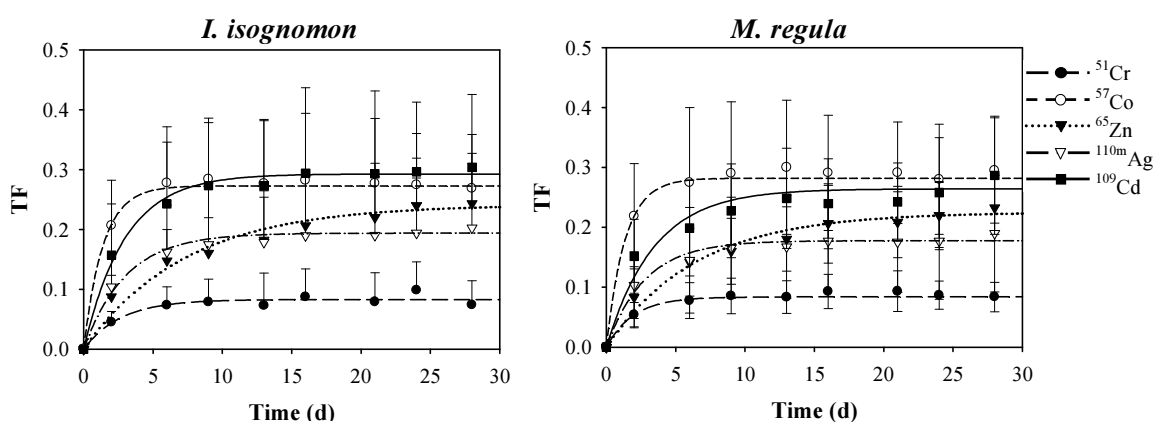 I. isognomon
0.5
0.4
0.3
0.2
0.1
0.0
TF
0 5 10 15 20 25 30
Time (d)
M. regula
0.5
0.4
0.3
0.2
0.1
0.0
TF
0 5 10 15 20 25 30
Time (d)
⁵¹Cr
⁵⁷Co
⁶⁵Zn
¹¹⁰ᵐAg
¹⁰⁹Cd